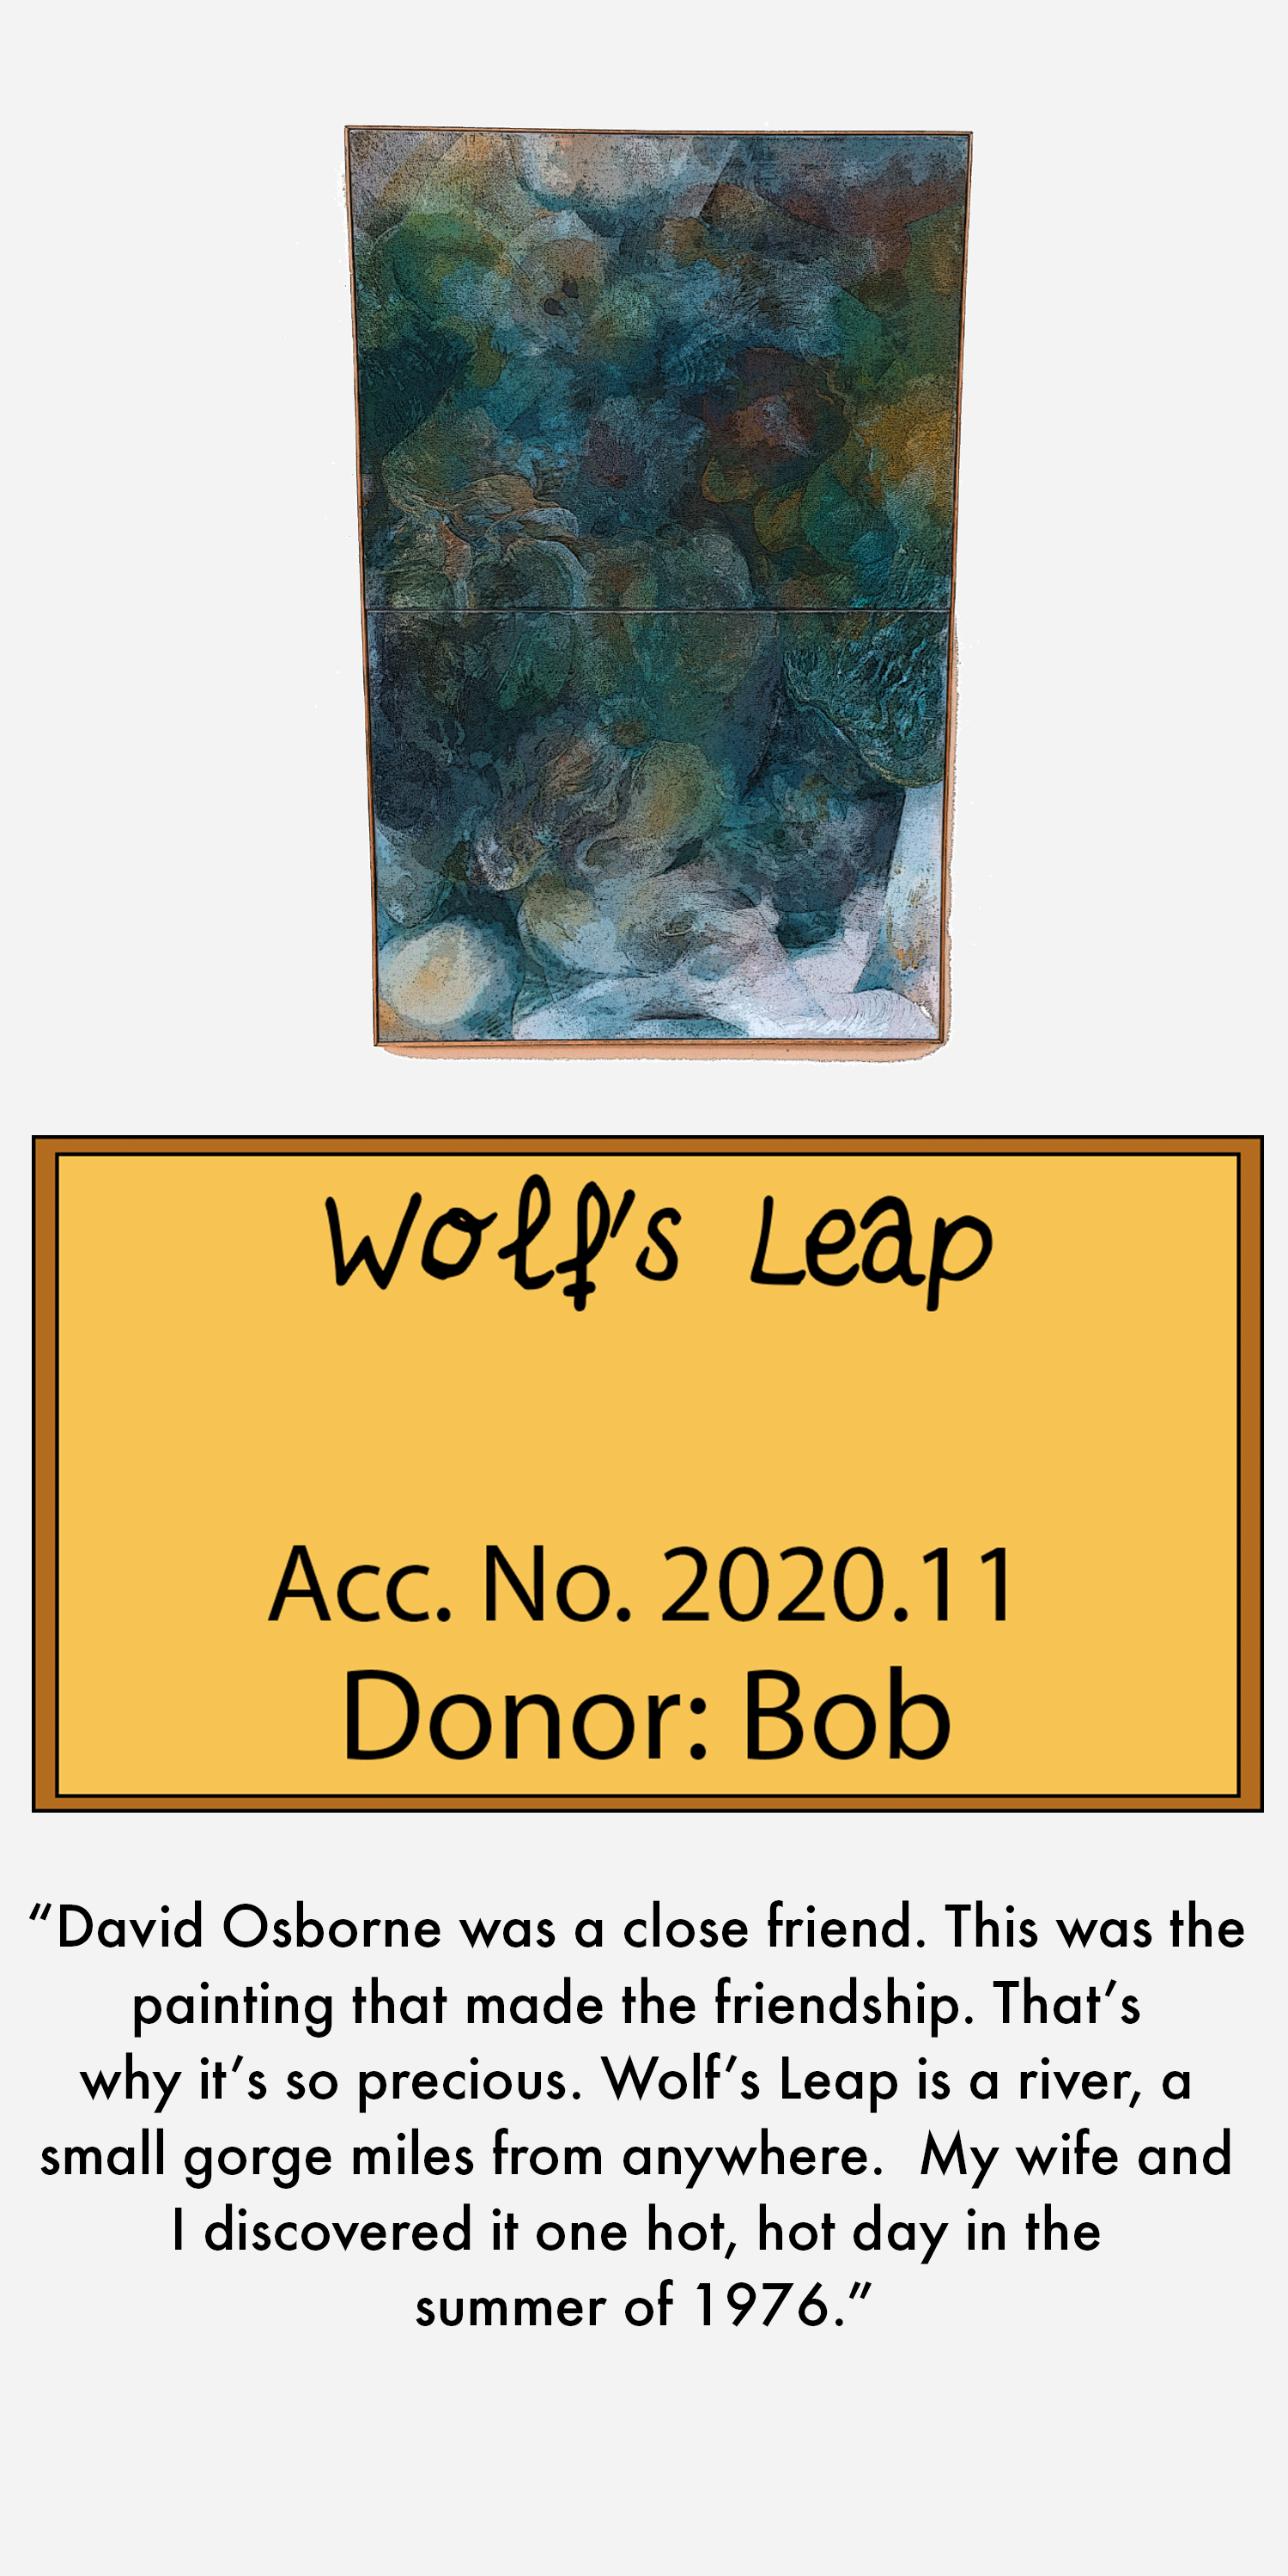 Wolf's Leap
Acc. No. 2020.11
Donor: Bob
“David Osborne was a close friend. This was the
painting that made the friendship. That’s
why it’s so precious. Wolf’s Leap is a river, a
small gorge miles from anywhere.  My wife and
I discovered it one hot, hot day in the
summer of 1976.”